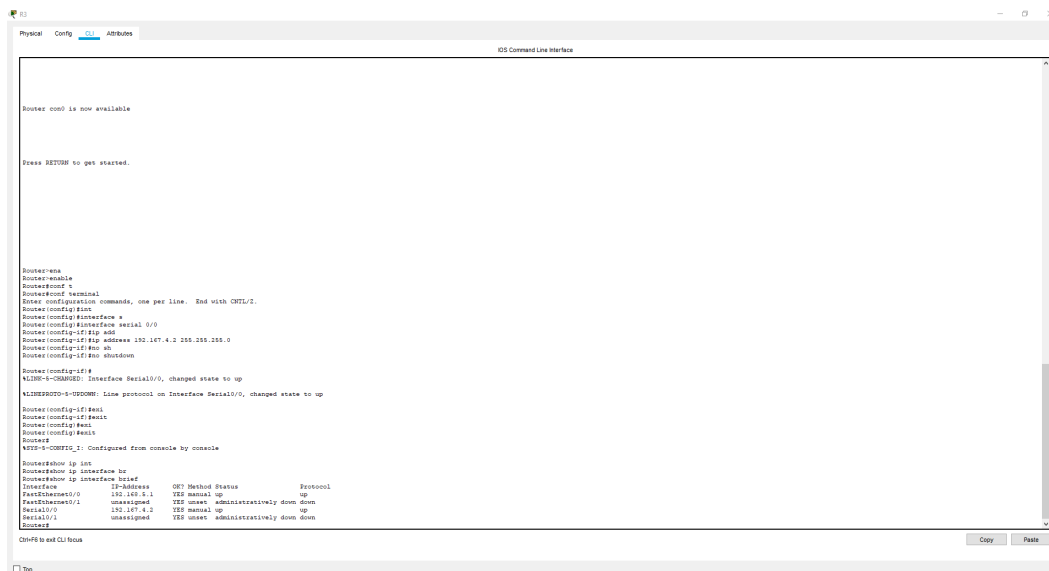 R3
Physical Config CLI Attributes
IOS Command Line Interface
Router con0 is now available
Press RETURN to get started.
Router>ena
Router>enable
Router#conf t
Router#conf terminal
Enter configuration commands, one per line.  End with CNTL/Z.
Router(config)#int
Router(config)#interface s
Router(config)#interface serial 0/0
Router(config-if)#ip add
Router(config-if)#ip address 192.167.4.2 255.255.255.0
Router(config-if)#no sh
Router(config-if)#no shutdown
Router(config-if)#
%LINK-5-CHANGED: Interface Serial0/0, changed state to up
%LINEPROTO-5-UPDOWN: Line protocol on Interface Serial0/0, changed state to up
Router(config-if)#exi
Router(config-if)#exit
Router(config)#exi
Router(config)#exit
Router#
%SYS-5-CONFIG_I: Configured from console by console
Router#show ip int
Router#show ip interface br
Router#show ip interface brief
Interface IP-Address OK? Method Status Protocol
FastEthernet0/0 192.168.5.1 YES manual up up
FastEthernet0/1 unassigned YES unset administratively down down
Serial0/0 192.167.4.2 YES manual up up
Serial0/1 unassigned YES unset administratively down down
Router#
Ctrl+F6 to exit CLI focus
Copy Paste
Top